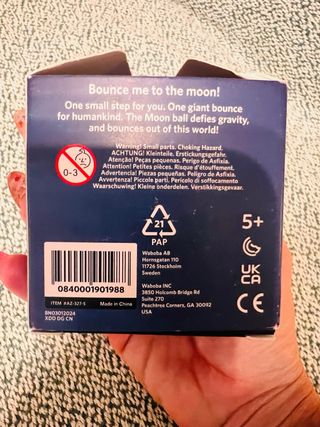 Bounce me to the moon!
One small step for you. One giant bounce
for humankind. The Moon ball defies gravity,
and bounces out of this world!
Warning! Small parts. Choking Hazard.
ACHTUNG! Kleinteile. Erstickungsgefahr.
Atenção! Peças pequenas. Perigo de Asfixia.
Attention! Petites pièces. Risque d'étouffement.
¡Advertencia! Piezas pequeñas. Peligro de Asfixia.
Avvertenza! Piccole parti. Pericolo di soffocamento
Waarschuwing! Kleine onderdelen. Verstikkingsgevaar.
0-3
21
PAP
5+
Waboba AB
Hornsgatan 110
11726 Stockholm
Sweden
UK
CA
0840001901988
Waboba INC
3850 Holcomb Bridge Rd
Suite 270
Peachtree Corners, GA 30092
USA
CE
ITEM #AZ-327-S Made in China
BN03012024
XDD DG CN